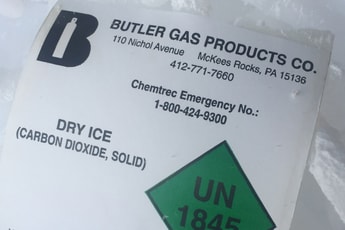 B
BUTLER GAS PRODUCTS CO.
110 Nichol Avenue McKees Rocks, PA 15136
412-771-7660
Chemtrec Emergency No.:
1-800-424-9300
DRY ICE
(CARBON DIOXIDE, SOLID)
UN
1845